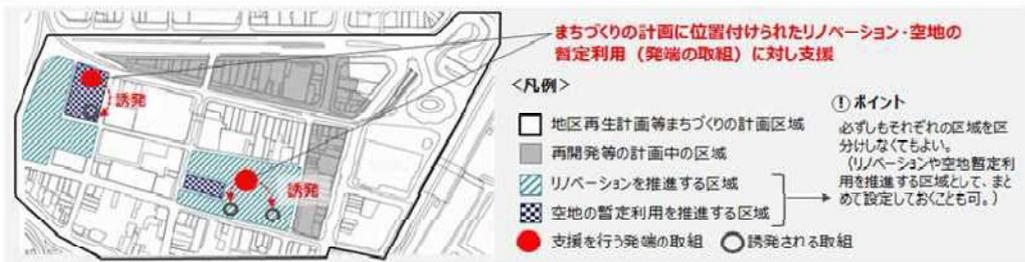 まちづくりの計画に位置付けられたリノベーション・空地の
暫定利用(発端の取組)に対し支援
<凡例>
地区再生計画等まちづくりの計画区域
再開発等の計画中の区域
リノベーションを推進する区域
空地の暫定利用を推進する区域
支援を行う発端の取組
誘発される取組
! ポイント
必ずしもそれぞれの区域を区
分けしなくてもよい。
(リノベーションや空地暫定利
用を推進する区域として、まと
めて設定しておくことも可。)
誘発
誘発